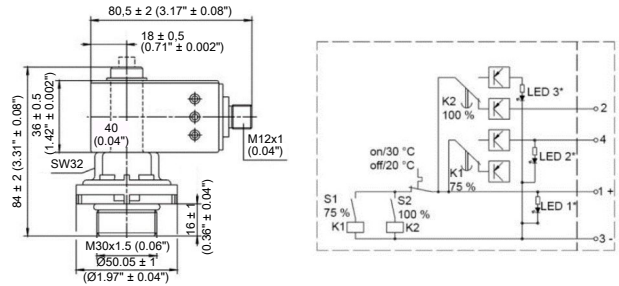 80,5 ± 2 (3.17" ± 0.08")
18 ± 0,5
(0.71" ± 0.002")
84 ± 2 (3.31" ± 0.08")
36 ± 0.5
(1.42" ± 0.002")
40
(0.04")
M12x1
(0.04")
SW32
16 ± 1
(0.36" ± 0.04")
M30x1.5 (0.06")
Ø50.05 ± 1
(Ø1.97" ± 0.04")
LED 3*
K2
100 %
2
4
LED 2*
on/30 °C
off/20 °C
K1
75 %
1 +
S1
75 %
K1
S2
100 %
K2
LED 1*
3 -